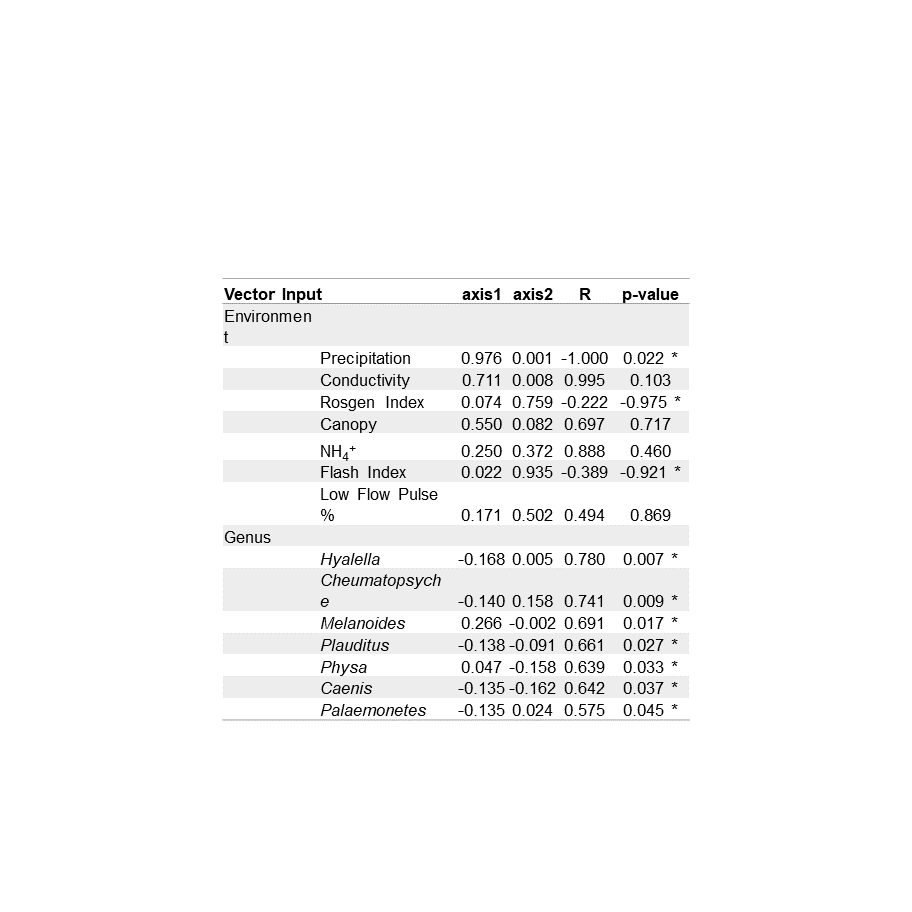 Vector Input axis1 axis2 R p-value
Environmen
t
Precipitation 0.976 0.001 -1.000 0.022 *
Conductivity 0.711 0.008 0.995 0.103
Rosgen Index 0.074 0.759 -0.222 -0.975 *
Canopy 0.550 0.082 0.697 0.717
NH₄⁺ 0.250 0.372 0.888 0.460
Flash Index 0.022 0.935 -0.389 -0.921 *
Low Flow Pulse
% 0.171 0.502 0.494 0.869
Genus
Hyalella -0.168 0.005 0.780 0.007 *
Cheumatopsych
e -0.140 0.158 0.741 0.009 *
Melanoides 0.266 -0.002 0.691 0.017 *
Plauditus -0.138 -0.091 0.661 0.027 *
Physa 0.047 -0.158 0.639 0.033 *
Caenis -0.135 -0.162 0.642 0.037 *
Palaemonetes -0.135 0.024 0.575 0.045 *